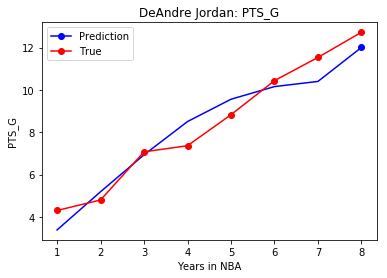 DeAndre Jordan: PTS_G
Prediction
True
PTS_G
12
10
8
6
4
1 2 3 4 5 6 7 8
Years in NBA